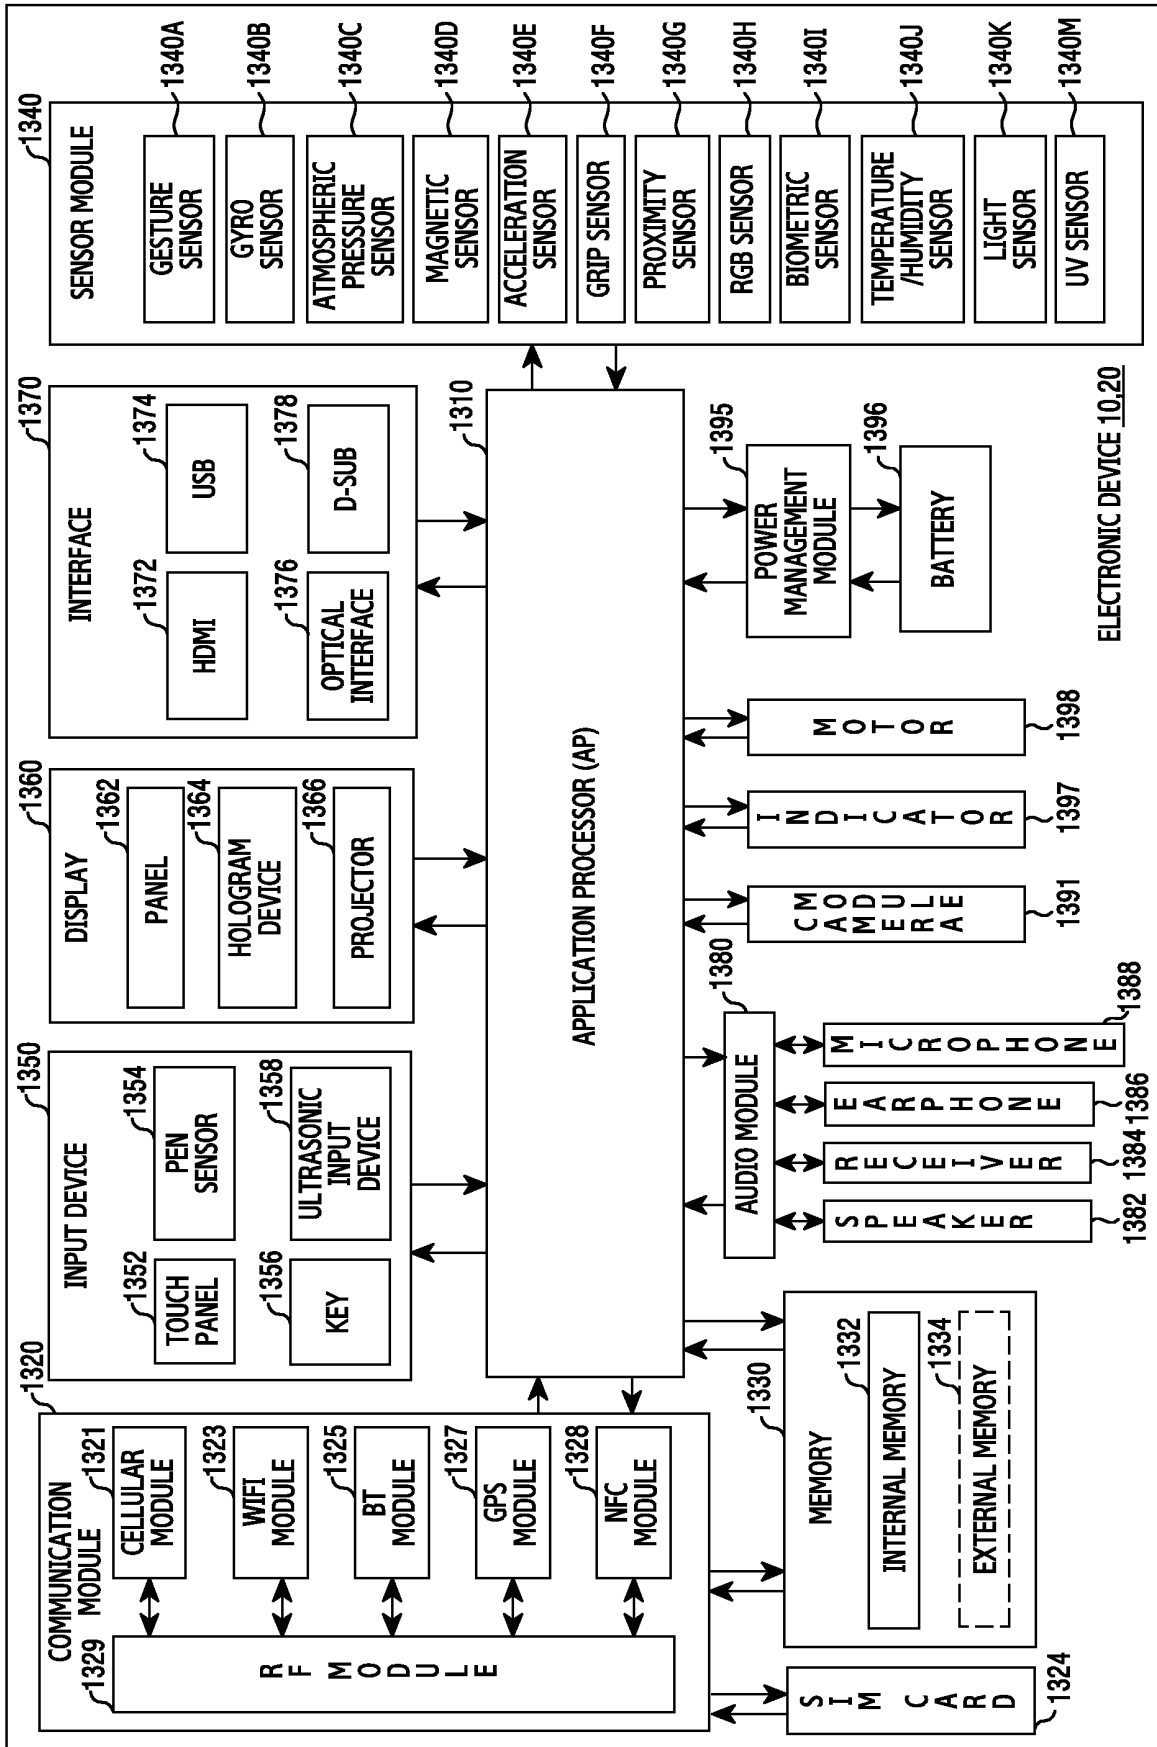 COMMUNICATION
MODULE
1320
1329
RF MODULE
1321
CELLULAR
MODULE
1323
WIFI
MODULE
1325
BT
MODULE
1327
GPS
MODULE
1328
NFC
MODULE
SIM CARD
1324
INPUT DEVICE
1350
1352
TOUCH
PANEL
1354
PEN
SENSOR
1356
KEY
1358
ULTRASONIC
INPUT
DEVICE
DISPLAY
1360
1362
PANEL
1364
HOLOGRAM
DEVICE
1366
PROJECTOR
INTERFACE
1370
1372
HDMI
1374
USB
1376
OPTICAL
INTERFACE
1378
D-SUB
SENSOR MODULE
1340
GESTURE
SENSOR
1340A
GYRO
SENSOR
1340B
ATMOSPHERIC
PRESSURE
SENSOR
1340C
MAGNETIC
SENSOR
1340D
ACCELERATION
SENSOR
1340E
GRIP SENSOR
1340F
PROXIMITY
SENSOR
1340G
RGB SENSOR
1340H
BIOMETRIC
SENSOR
1340I
TEMPERATURE
/HUMIDITY
SENSOR
1340J
LIGHT
SENSOR
1340K
UV SENSOR
1340M
1310
APPLICATION PROCESSOR (AP)
1330
MEMORY
1332
INTERNAL MEMORY
1334
EXTERNAL MEMORY
1380
AUDIO MODULE
SPEAKER
1382
RECEIVER
1384
EARPHONE
1386
MICROPHONE
1388
CAMERA
MODULE
1391
INDICATOR
1397
MOTOR
1398
1395
POWER
MANAGEMENT
MODULE
1396
BATTERY
ELECTRONIC DEVICE 10,20